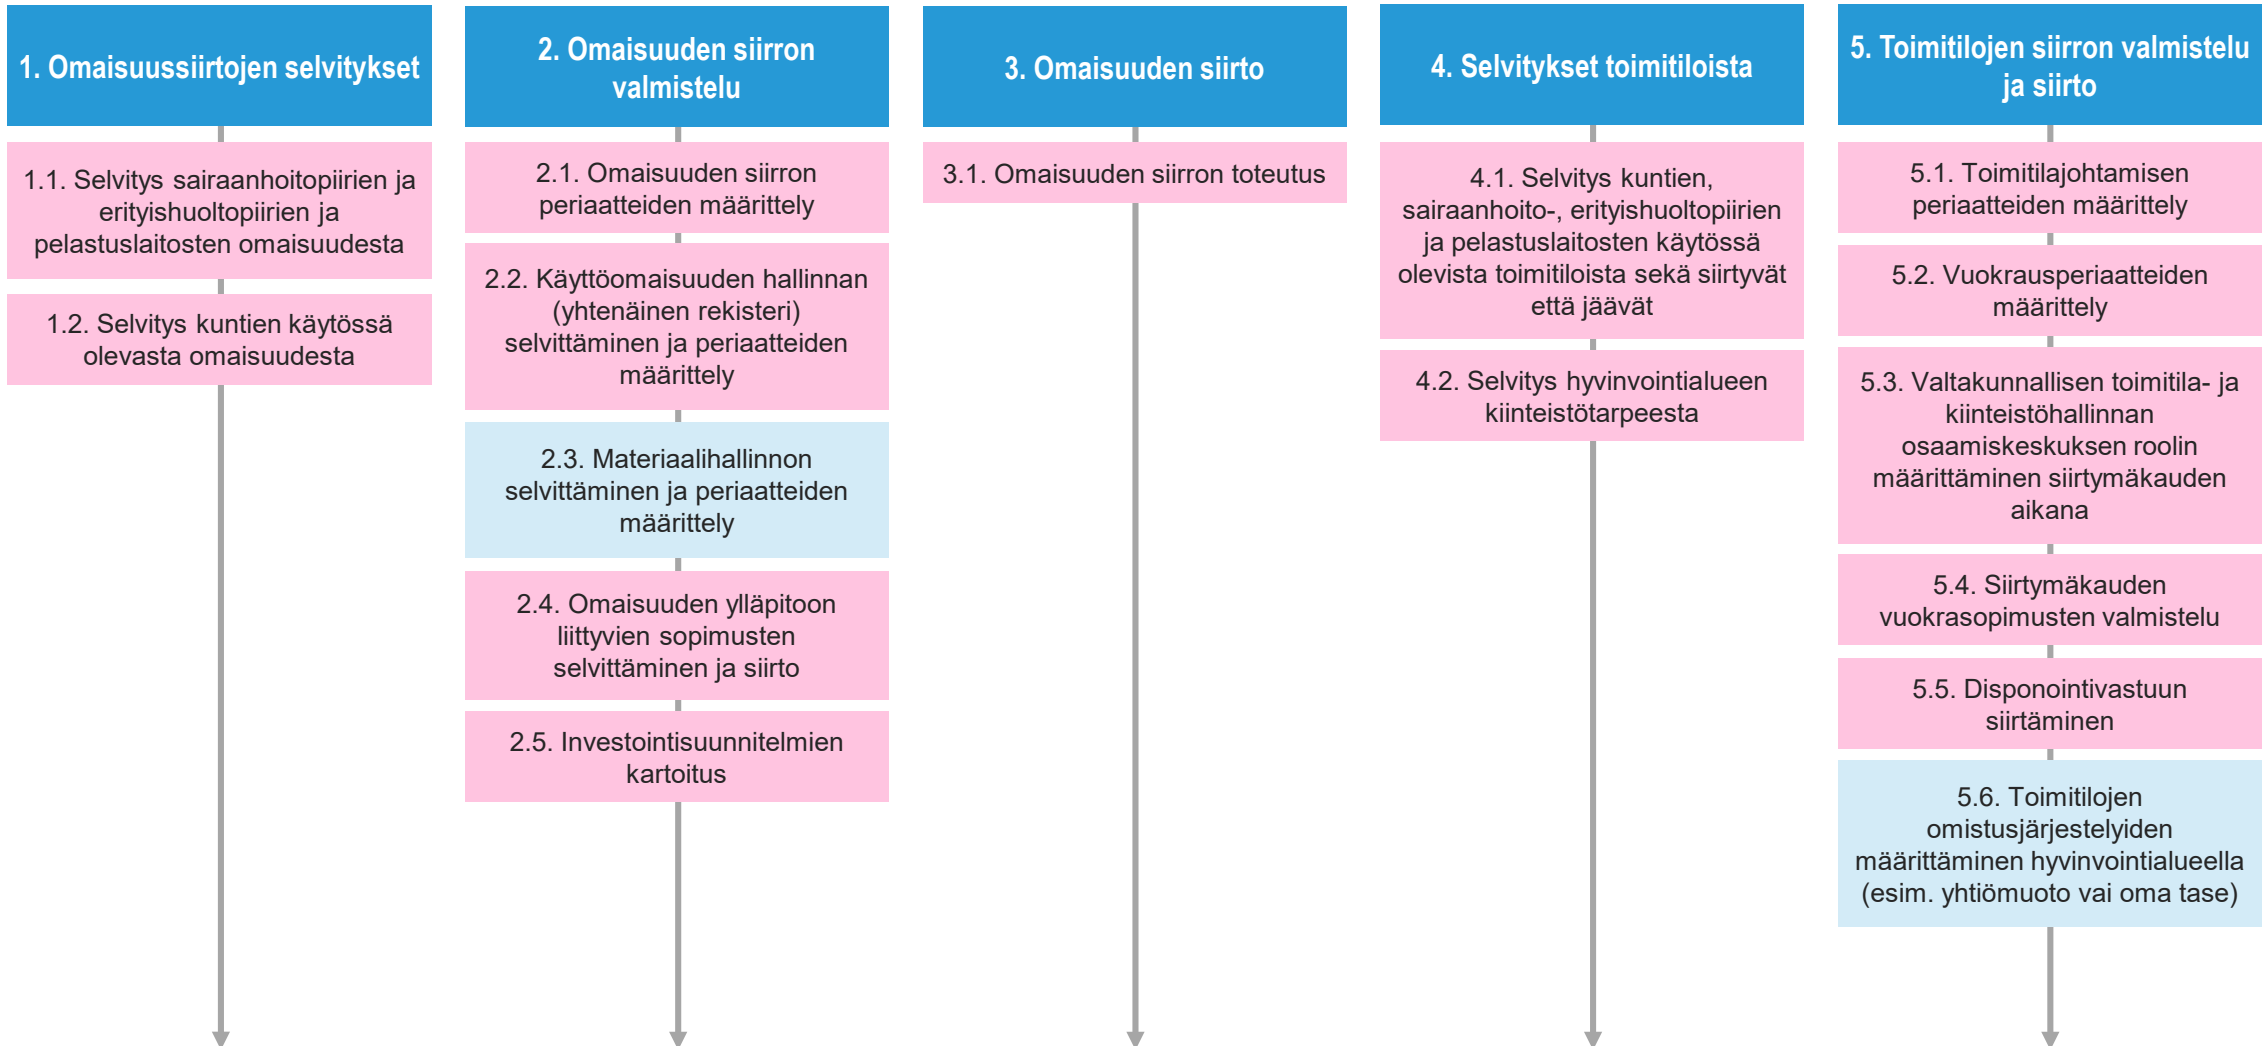 1. Omaisuussiirtojen selvitykset
1.1. Selvitys sairaanhoitopiirien ja
erityishuoltopiirien ja
pelastuslaitosten omaisuudesta
1.2. Selvitys kuntien käytössä
olevasta omaisuudesta
2. Omaisuuden siirron
valmistelu
2.1. Omaisuuden siirron
periaatteiden määrittely
2.2. Käyttöomaisuuden hallinnan
(yhtenäinen rekisteri)
selvittäminen ja periaatteiden
määrittely
2.3. Materiaalihallinnon
selvittäminen ja periaatteiden
määrittely
2.4. Omaisuuden ylläpitoon
liittyvien sopimusten
selvittäminen ja siirto
2.5. Investointisuunnitelmien
kartoitus
3. Omaisuuden siirto
3.1. Omaisuuden siirron toteutus
4. Selvitykset toimitiloista
4.1. Selvitys kuntien,
sairaanhoito-, erityishuoltopiirien
ja pelastuslaitosten käytössä
olevista toimitiloista sekä siirtyvät
että jäävät
4.2. Selvitys hyvinvointialueen
kiinteistötarpeesta
5. Toimitilojen siirron valmistelu
ja siirto
5.1. Toimitilajohtamisen
periaatteiden määrittely
5.2. Vuokrausperiaatteiden
määrittely
5.3. Valtakunnallisen toimitila- ja
kiinteistöhallinnan
osaamiskeskuksen roolin
määrittäminen siirtymäkauden
aikana
5.4. Siirtymäkauden
vuokrasopimusten valmistelu
5.5. Disponointivastuun
siirtäminen
5.6. Toimitilojen
omistusjärjestelyiden
määrittäminen hyvinvointialueella
(esim. yhtiömuoto vai oma tase)